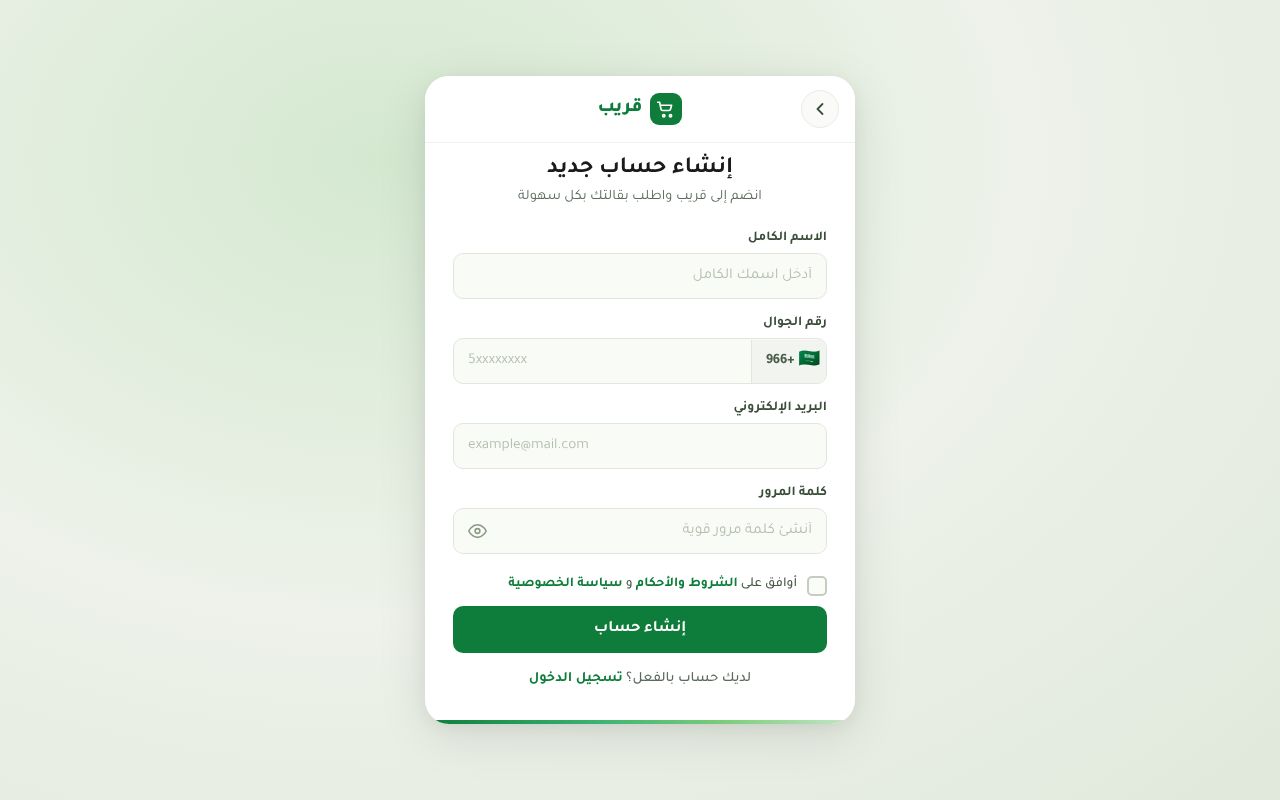 قريب
إنشاء حساب جديد
انضم إلى قريب واطلب بقالتك بكل سهولة
الاسم الكامل
أدخل اسمك الكامل
رقم الجوال
🇸🇦 966+ 5xxxxxxxx
البريد الإلكتروني
example@mail.com
كلمة المرور
أنشئ كلمة مرور قوية
أوافق على الشروط والأحكام و سياسة الخصوصية
إنشاء حساب
لديك حساب بالفعل؟ تسجيل الدخول